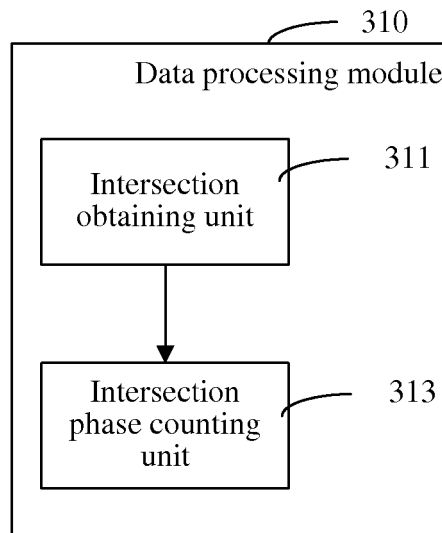 310
Data processing module
311
Intersection
obtaining unit
313
Intersection
phase counting
unit